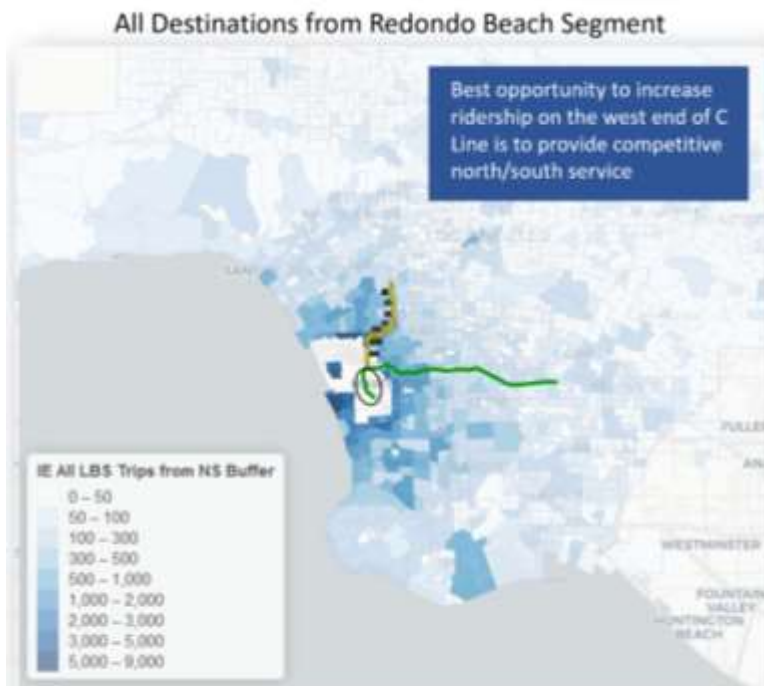 All Destinations from Redondo Beach Segment
Best opportunity to increase
ridership on the west end of C
Line is to provide competitive
north/south service
IE All LBS Trips from NS Buffer
0 – 50
50 – 100
100 – 300
300 – 500
500 – 1,000
1,000 – 2,000
2,000 – 3,000
3,000 – 5,000
5,000 – 9,000
FULLE
AN
WESTMINSTER
FOUNTAIN
VALLEY
HUNTINGTON
BEACH